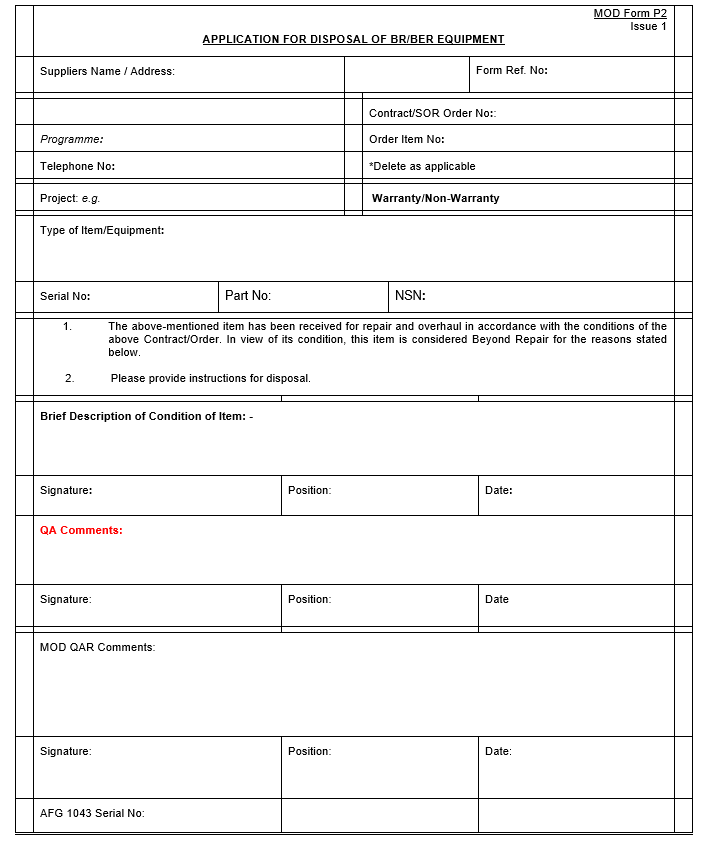 MOD Form P2
Issue 1
APPLICATION FOR DISPOSAL OF BR/BER EQUIPMENT
Suppliers Name / Address:
Form Ref. No:
Contract/SOR Order No::
Programme:
Order Item No:
Telephone No:
*Delete as applicable
Project: e.g.
Warranty/Non-Warranty
Type of Item/Equipment:
Serial No:
Part No:
NSN:
1. The above-mentioned item has been received for repair and overhaul in accordance with the conditions of the
above Contract/Order. In view of its condition, this item is considered Beyond Repair for the reasons stated
below.
2. Please provide instructions for disposal.
Brief Description of Condition of Item: -
Signature:
Position:
Date:
QA Comments:
Signature:
Position:
Date
MOD QAR Comments:
Signature:
Position:
Date:
AFG 1043 Serial No: